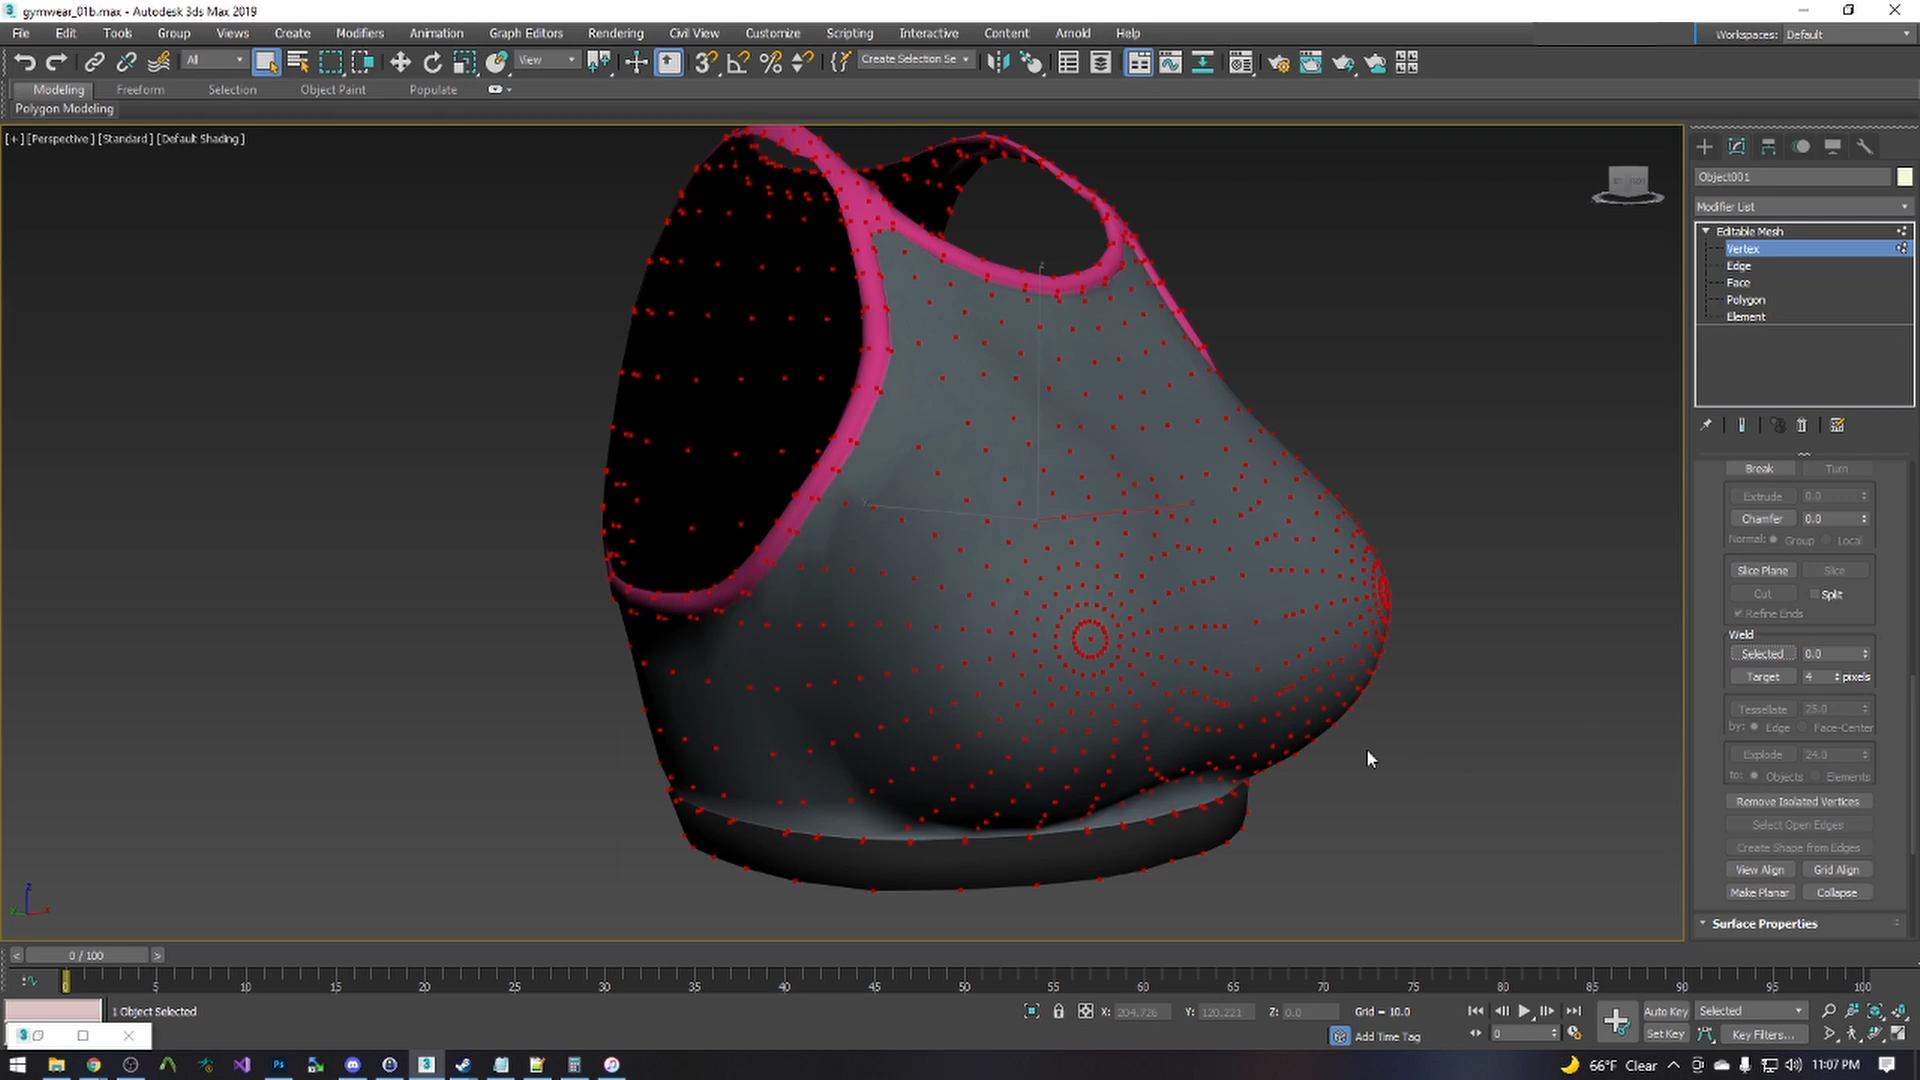 gymwear_01b.max - Autodesk 3ds Max 2019
File Edit Tools Group Views Create Modifiers Animation Graph Editors Rendering Civil View Customize Scripting Interactive Content Arnold Help
Workspaces: Default
All View Create Selection Se
Modeling Freeform Selection Object Paint Populate
Polygon Modeling
[+] [Perspective] [Standard] [Default Shading]
Object001
Modifier List
Editable Mesh
Vertex
Edge
Face
Polygon
Element
Break Turn
Extrude 0.0
Chamfer 0.0
Normal: Group Local
Slice Plane Slice
Cut Split
Refine Ends
Weld
Selected 0.0
Target 4 pixels
Tessellate 25.0
by: Edge Face-Center
Explode 24.0
to: Objects Elements
Remove Isolated Vertices
Select Open Edges
Create Shape from Edges
View Align Grid Align
Make Planar Collapse
Surface Properties
z
z
y x
< 0 / 100 >
0 5 10 15 20 25 30 35 40 45 50 55 60 65 70 75 80 85 90 95 100
1 Object Selected
X: 204.726 Y: 120.221 Z: 0.0 Grid = 10.0
Auto Key Selected
Add Time Tag
0
Set Key Key Filters...
66°F Clear 11:07 PM